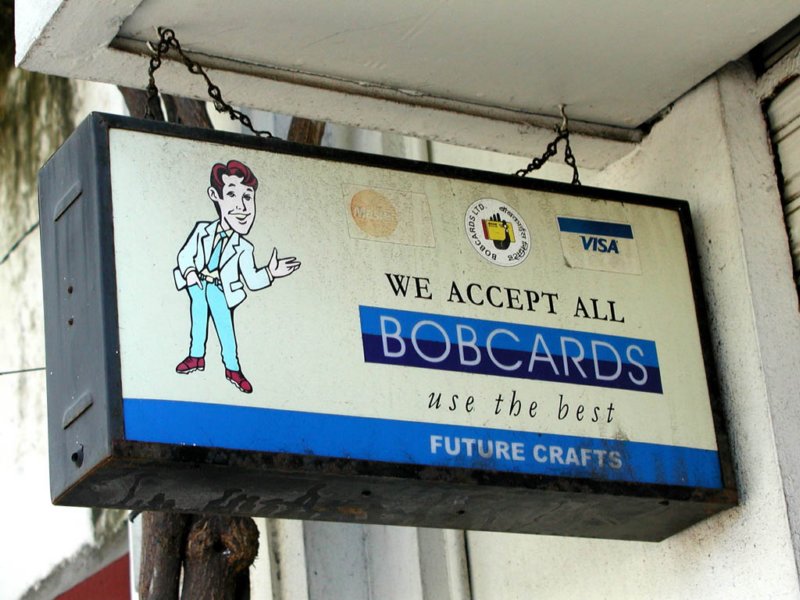 Master
BOBCARDS LTD.
VISA
WE ACCEPT ALL
BOBCARDS
use the best
FUTURE CRAFTS